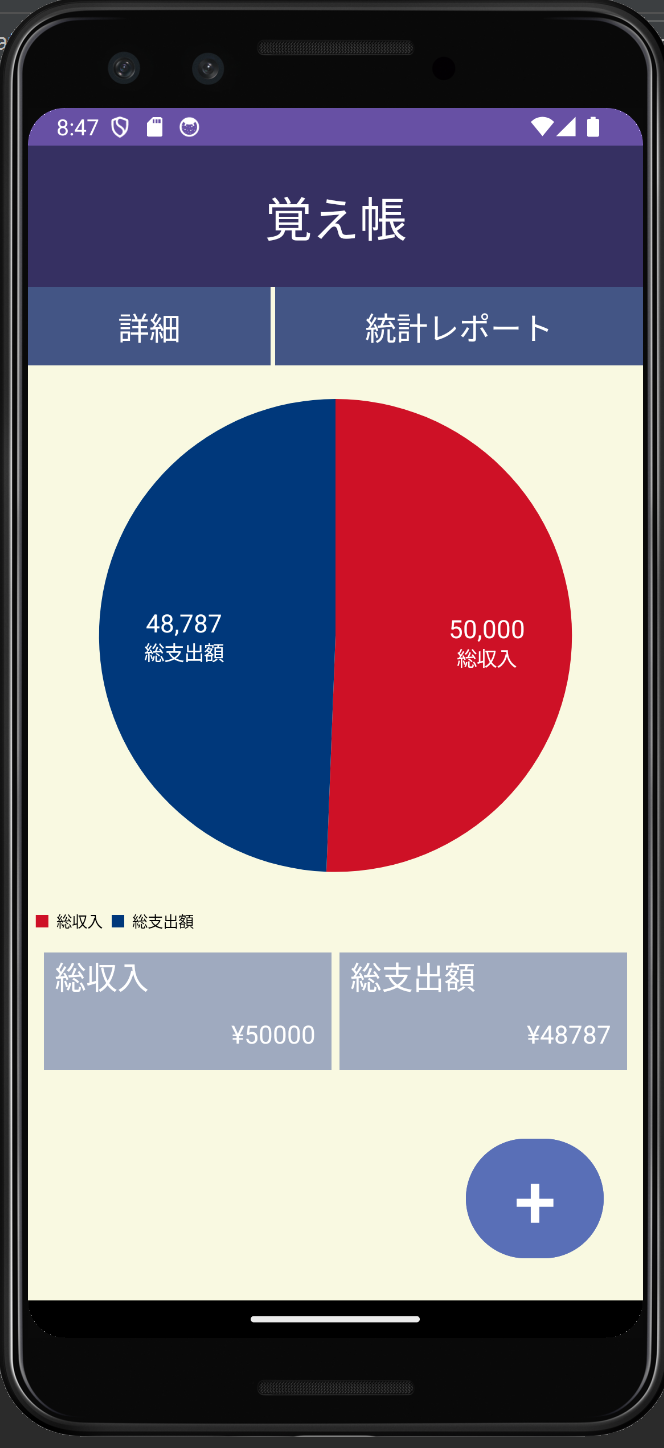 8:47
覚え帳
詳細
統計レポート
48,787
総支出額
50,000
総収入
総収入 総支出額
総収入
¥50000
総支出額
¥48787
+